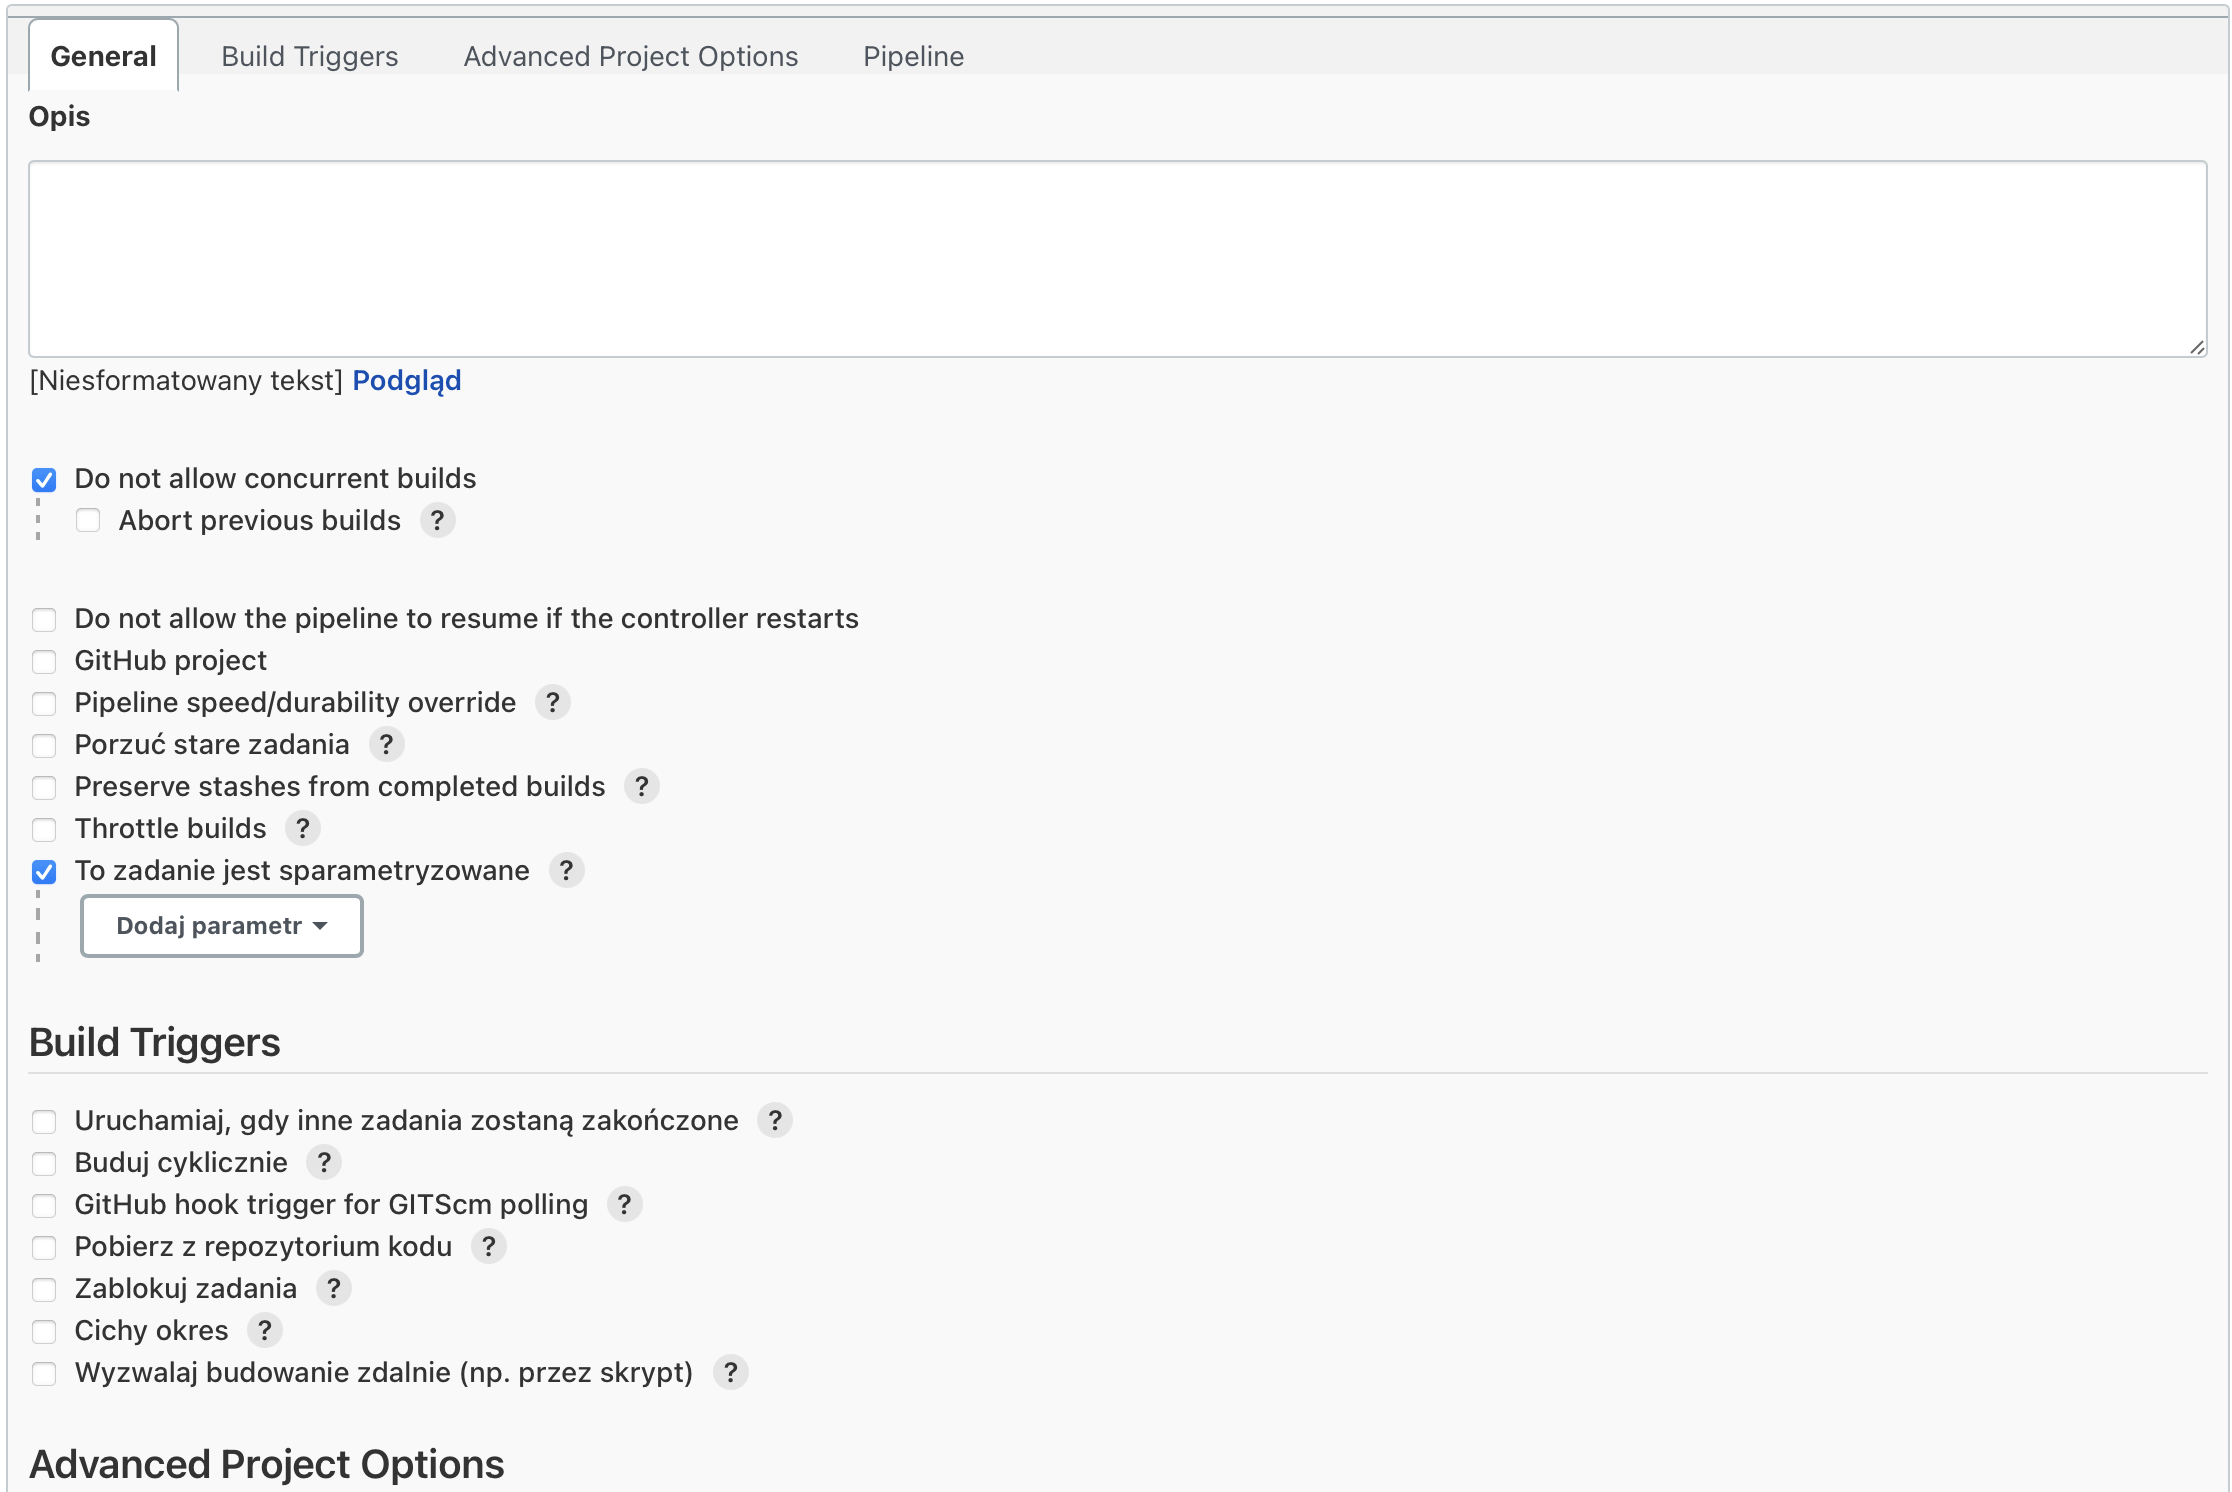 General Build Triggers Advanced Project Options Pipeline
Opis
[Niesformatowany tekst] Podgląd
Do not allow concurrent builds
Abort previous builds ?
Do not allow the pipeline to resume if the controller restarts
GitHub project
Pipeline speed/durability override ?
Porzuć stare zadania ?
Preserve stashes from completed builds ?
Throttle builds ?
To zadanie jest sparametryzowane ?
Dodaj parametr
Build Triggers
Uruchamiaj, gdy inne zadania zostaną zakończone ?
Buduj cyklicznie ?
GitHub hook trigger for GITScm polling ?
Pobierz z repozytorium kodu ?
Zablokuj zadania ?
Cichy okres ?
Wyzwalaj budowanie zdalnie (np. przez skrypt) ?
Advanced Project Options